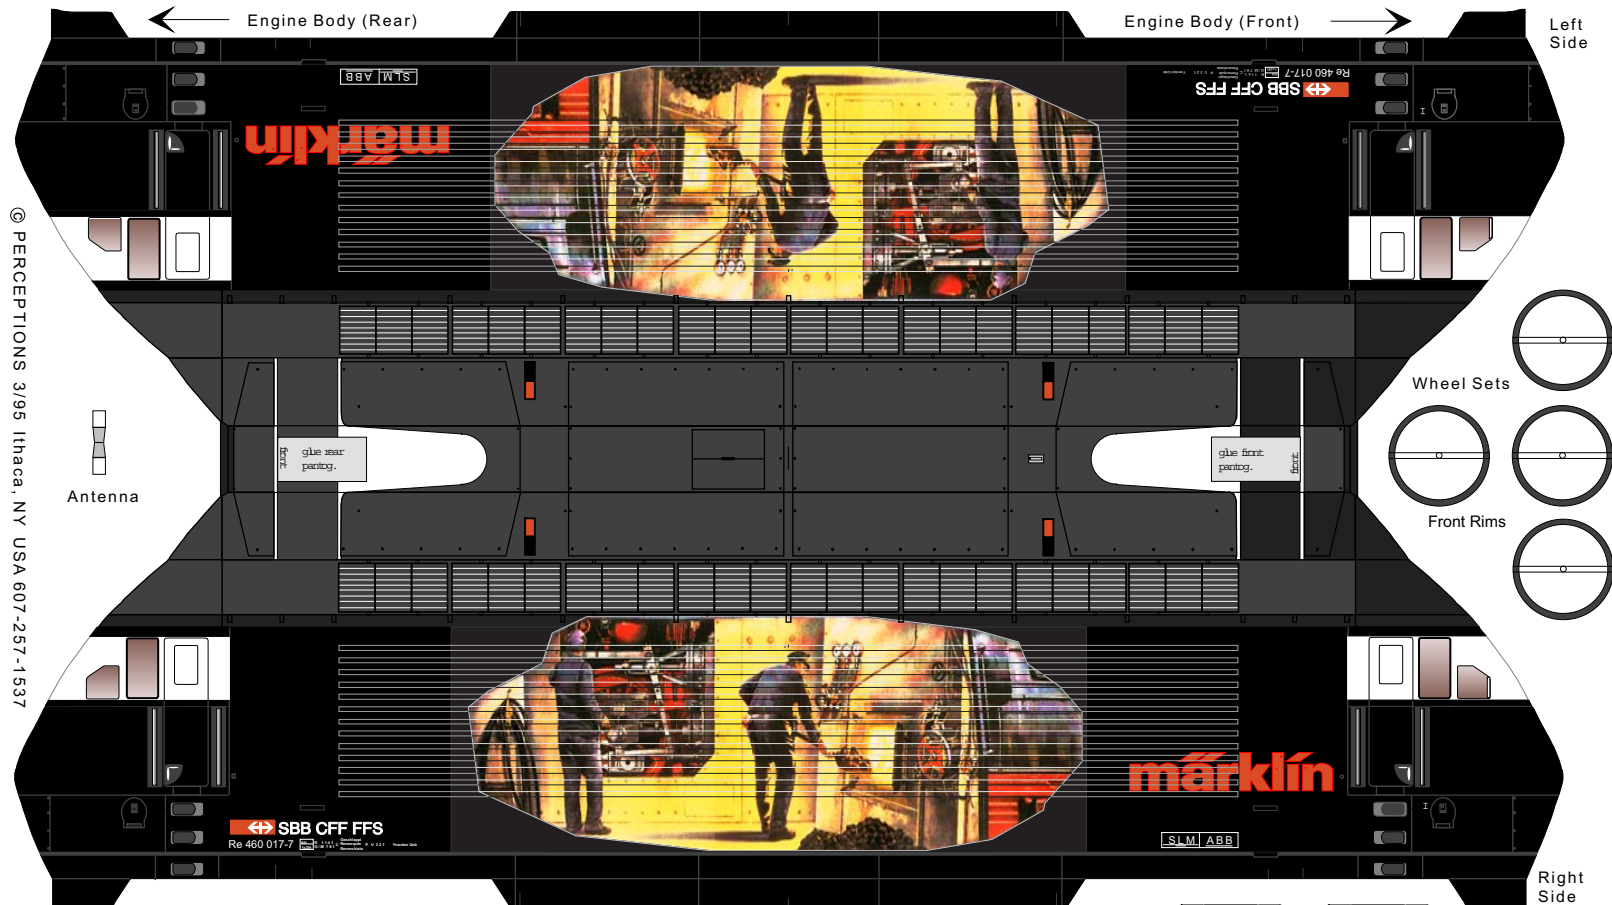 Engine Body (Rear)
Engine Body (Front)
Left
Side
SLM ABB
Re 460 017-7
SBB CFF FFS
märklín
© PERCEPTIONS 3/95 Ithaca, NY USA 607-257-1537
Wheel Sets
front
glue rear
pantog.
glue front
pantog.
front
Antenna
Front Rims
märklín
SBB CFF FFS
Re 460 017-7
SLM ABB
Right
Side